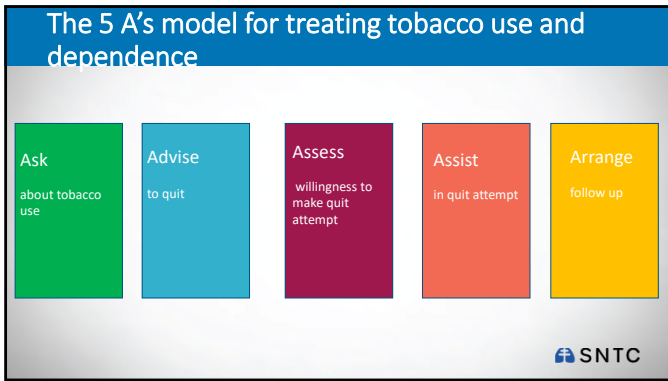 The 5 A's model for treating tobacco use and
dependence
Ask
about tobacco
use
Advise
to quit
Assess
willingness to
make quit
attempt
Assist
in quit attempt
Arrange
follow up
SNTC